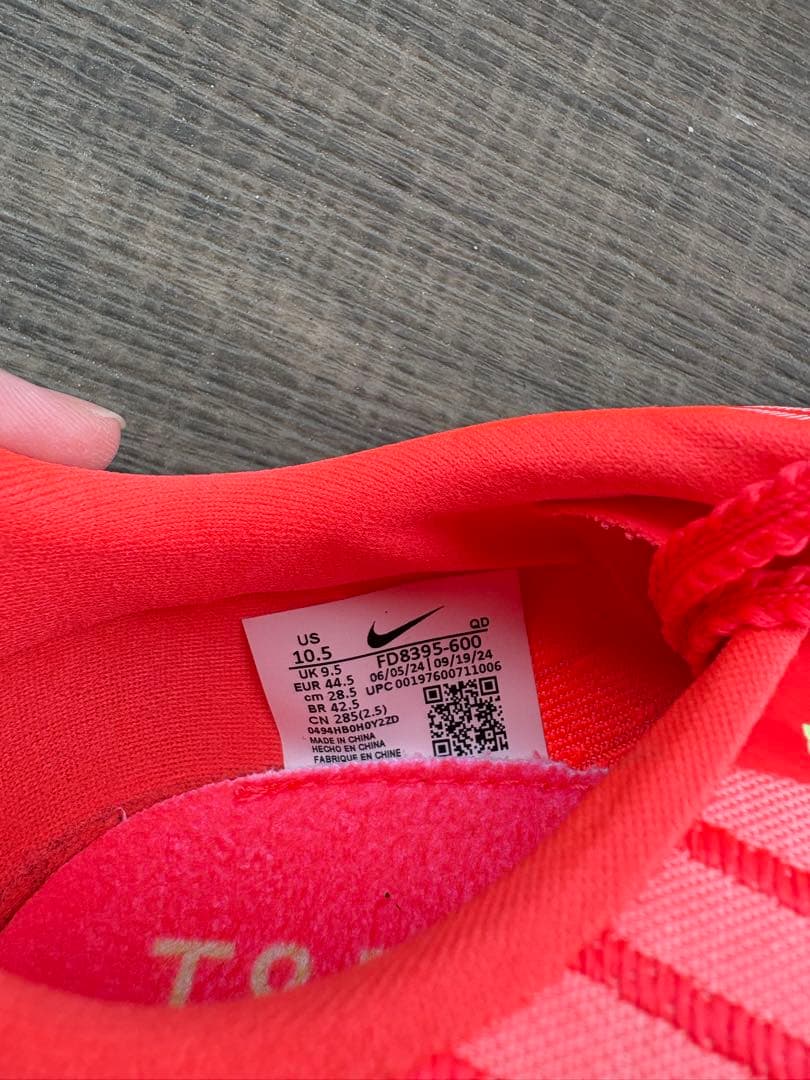 US
10.5
UK 9.5
EUR 44.5
cm 28.5
BR 42.5
CN 285(2.5)
0494HB0H0Y2ZD
MADE IN CHINA
HECHO EN CHINA
FABRIQUE EN CHINE
QD
FD8395-600
06/05/24 | 09/19/24
UPC 00197600711006